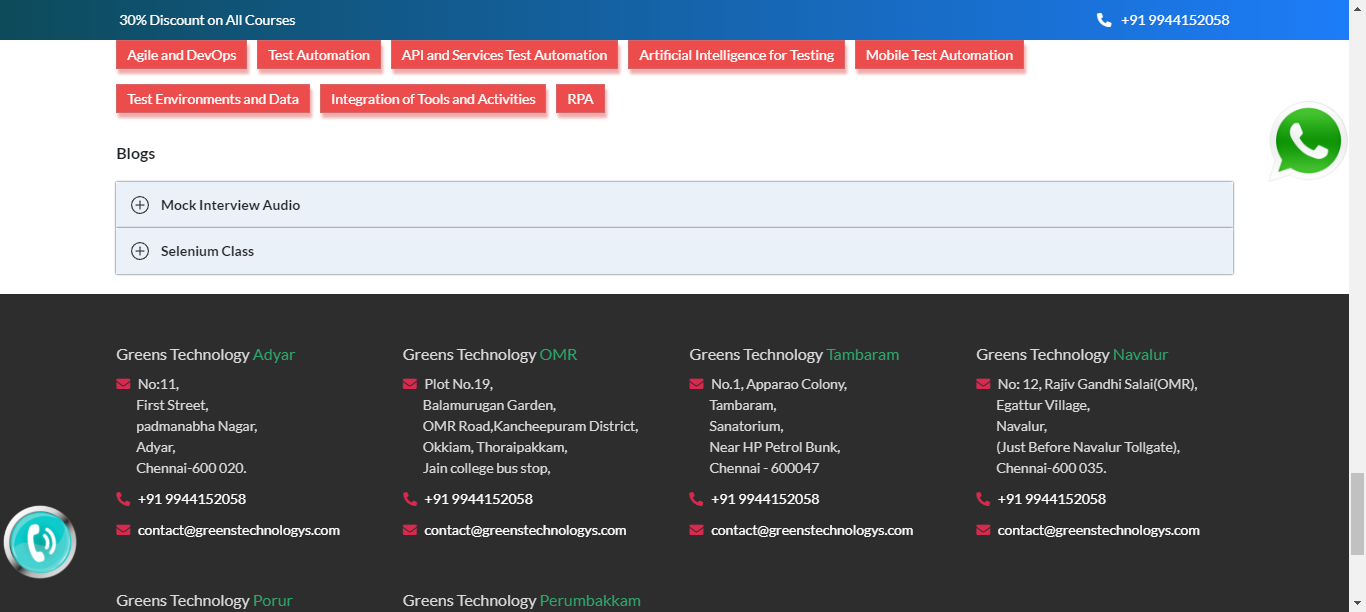 30% Discount on All Courses
+91 9944152058
Agile and DevOps
Test Automation
API and Services Test Automation
Artificial Intelligence for Testing
Mobile Test Automation
Test Environments and Data
Integration of Tools and Activities
RPA
Blogs
Mock Interview Audio
Selenium Class
Greens Technology Adyar
No:11,
First Street,
padmanabha Nagar,
Adyar,
Chennai-600 020.
+91 9944152058
contact@greenstechnologys.com
Greens Technology OMR
Plot No.19,
Balamurugan Garden,
OMR Road,Kancheepuram District,
Okkiam, Thoraipakkam,
Jain college bus stop,
+91 9944152058
contact@greenstechnologys.com
Greens Technology Tambaram
No.1, Apparao Colony,
Tambaram,
Sanatorium,
Near HP Petrol Bunk,
Chennai - 600047
+91 9944152058
contact@greenstechnologys.com
Greens Technology Navalur
No: 12, Rajiv Gandhi Salai(OMR),
Egattur Village,
Navalur,
(Just Before Navalur Tollgate),
Chennai-600 035.
+91 9944152058
contact@greenstechnologys.com
Greens Technology Porur
Greens Technology Perumbakkam